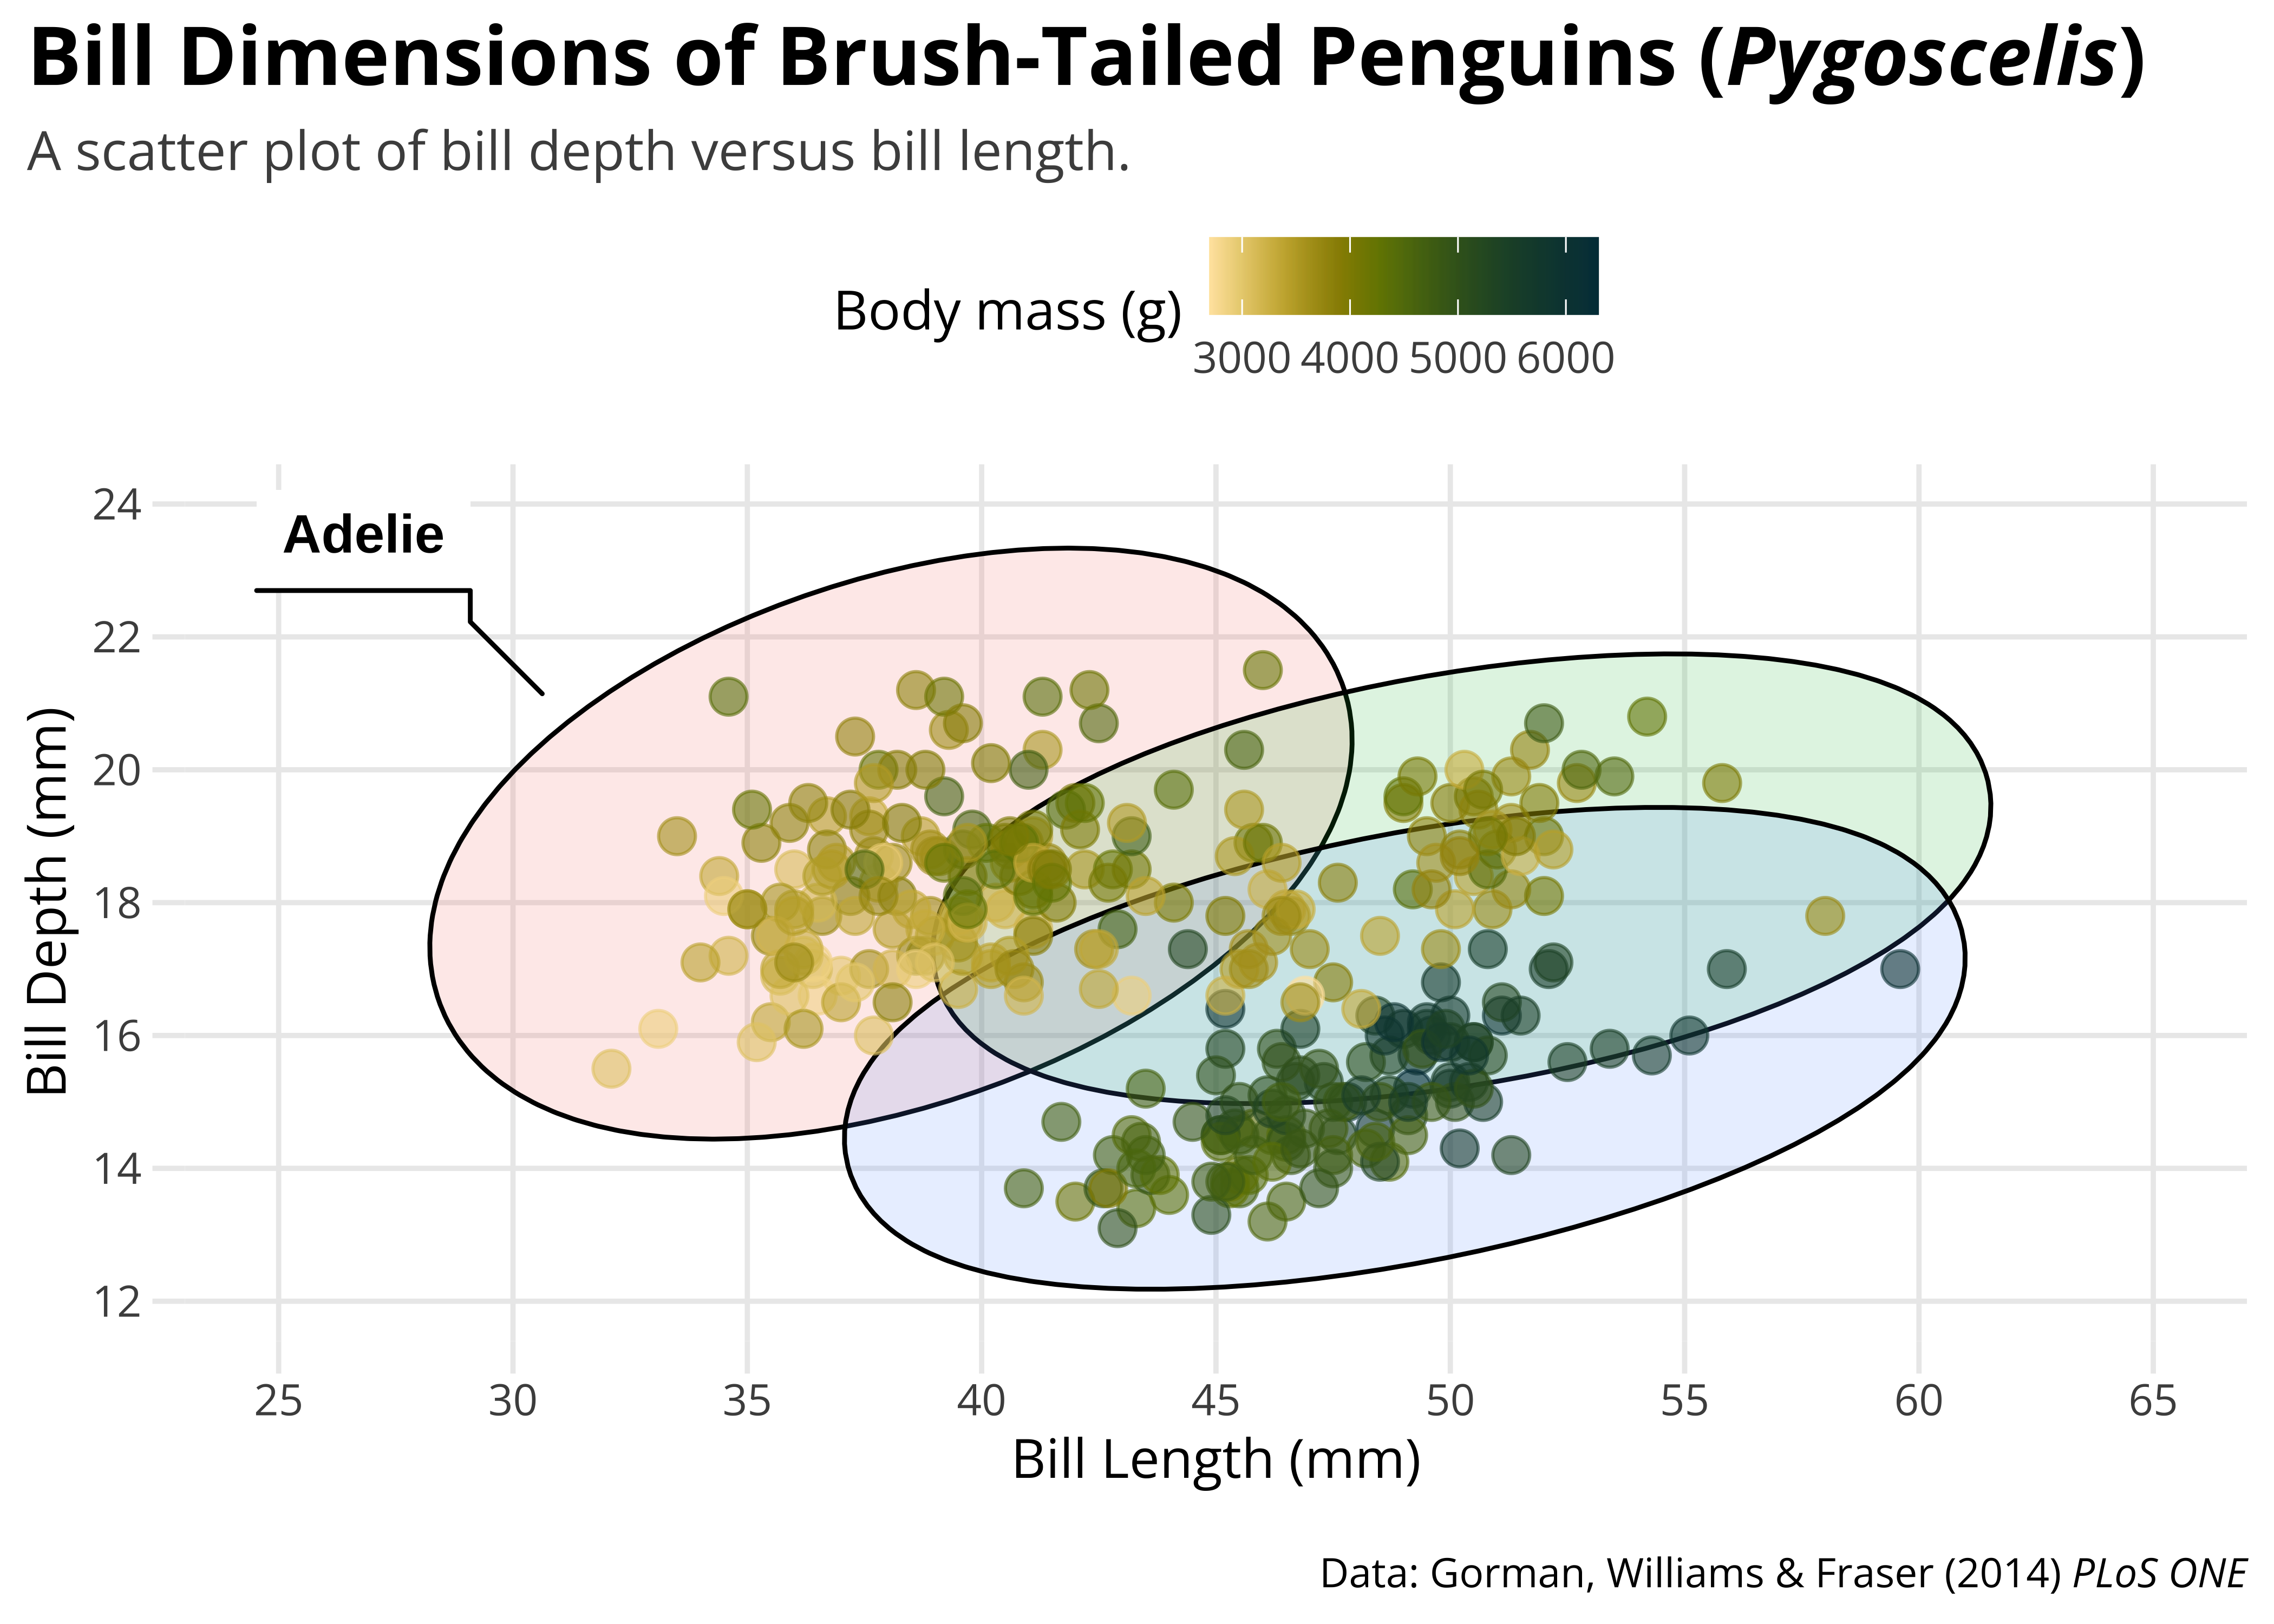 Bill Dimensions of Brush-Tailed Penguins (Pygoscelis)
A scatter plot of bill depth versus bill length.
Body mass (g)
3000 4000 5000 6000
Adelie
Bill Depth (mm)
24
22
20
18
16
14
12
25 30 35 40 45 50 55 60 65
Bill Length (mm)
Data: Gorman, Williams & Fraser (2014) PLoS ONE